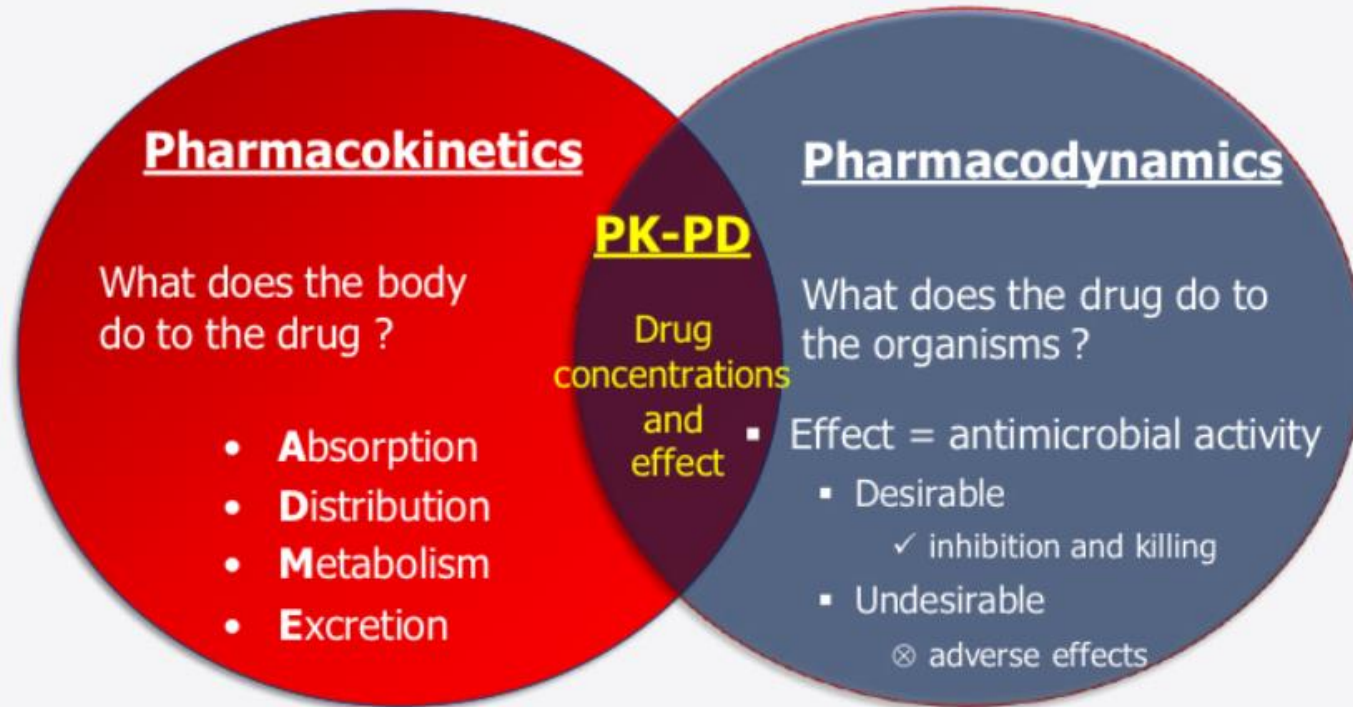 Pharmacokinetics
What does the body
do to the drug ?
• Absorption
• Distribution
• Metabolism
• Excretion
PK-PD
Drug
concentrations
and
effect
Pharmacodynamics
What does the drug do to
the organisms ?
▪ Effect = antimicrobial activity
▪ Desirable
✓ inhibition and killing
▪ Undesirable
⊗ adverse effects